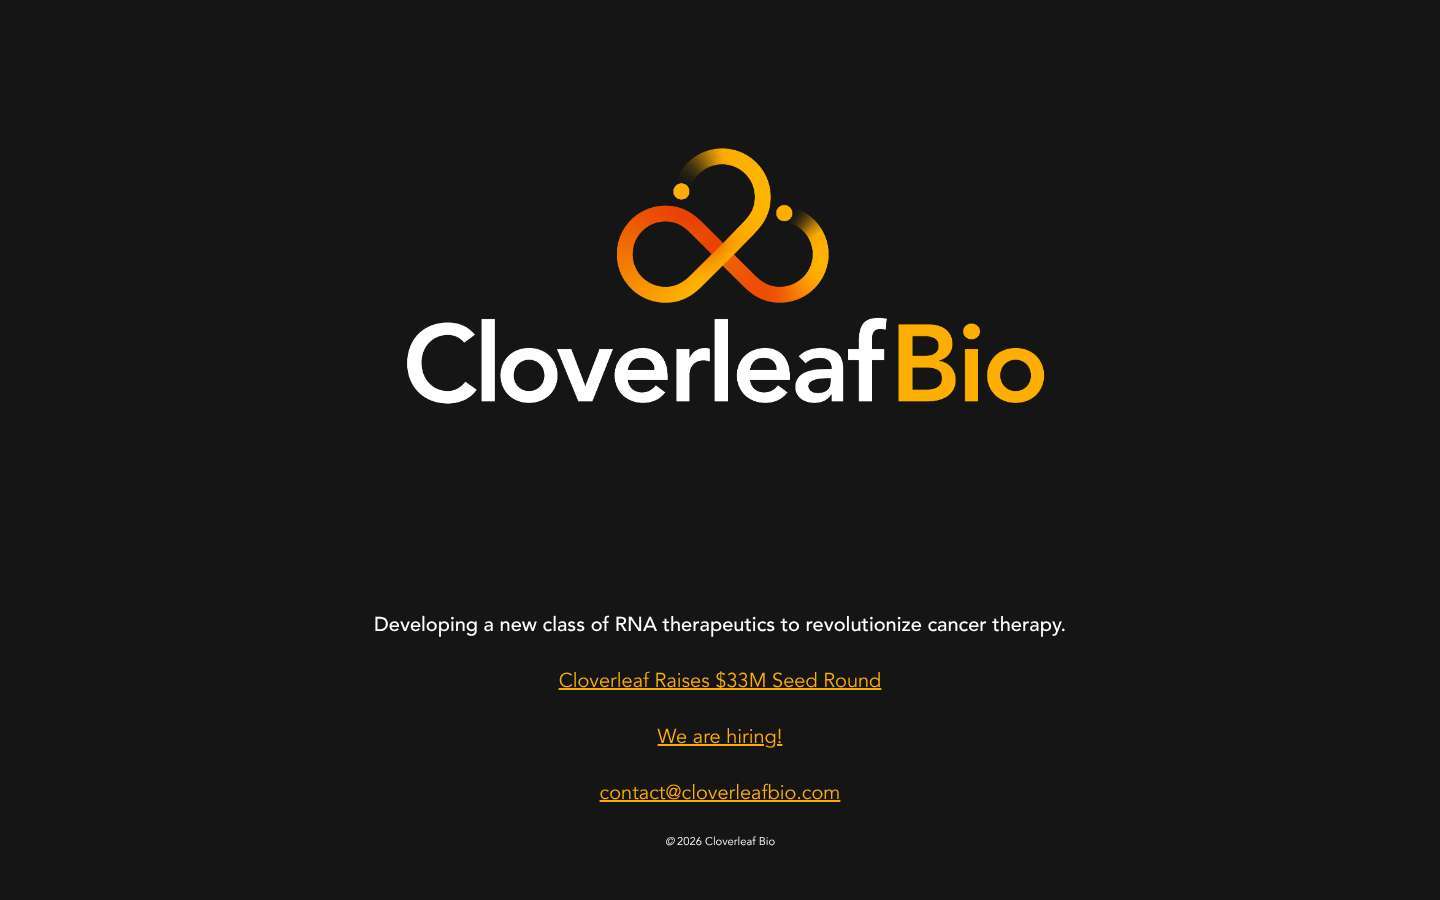 CloverleafBio
Developing a new class of RNA therapeutics to revolutionize cancer therapy.
Cloverleaf Raises $33M Seed Round
We are hiring!
contact@cloverleafbio.com
@ 2026 Cloverleaf Bio